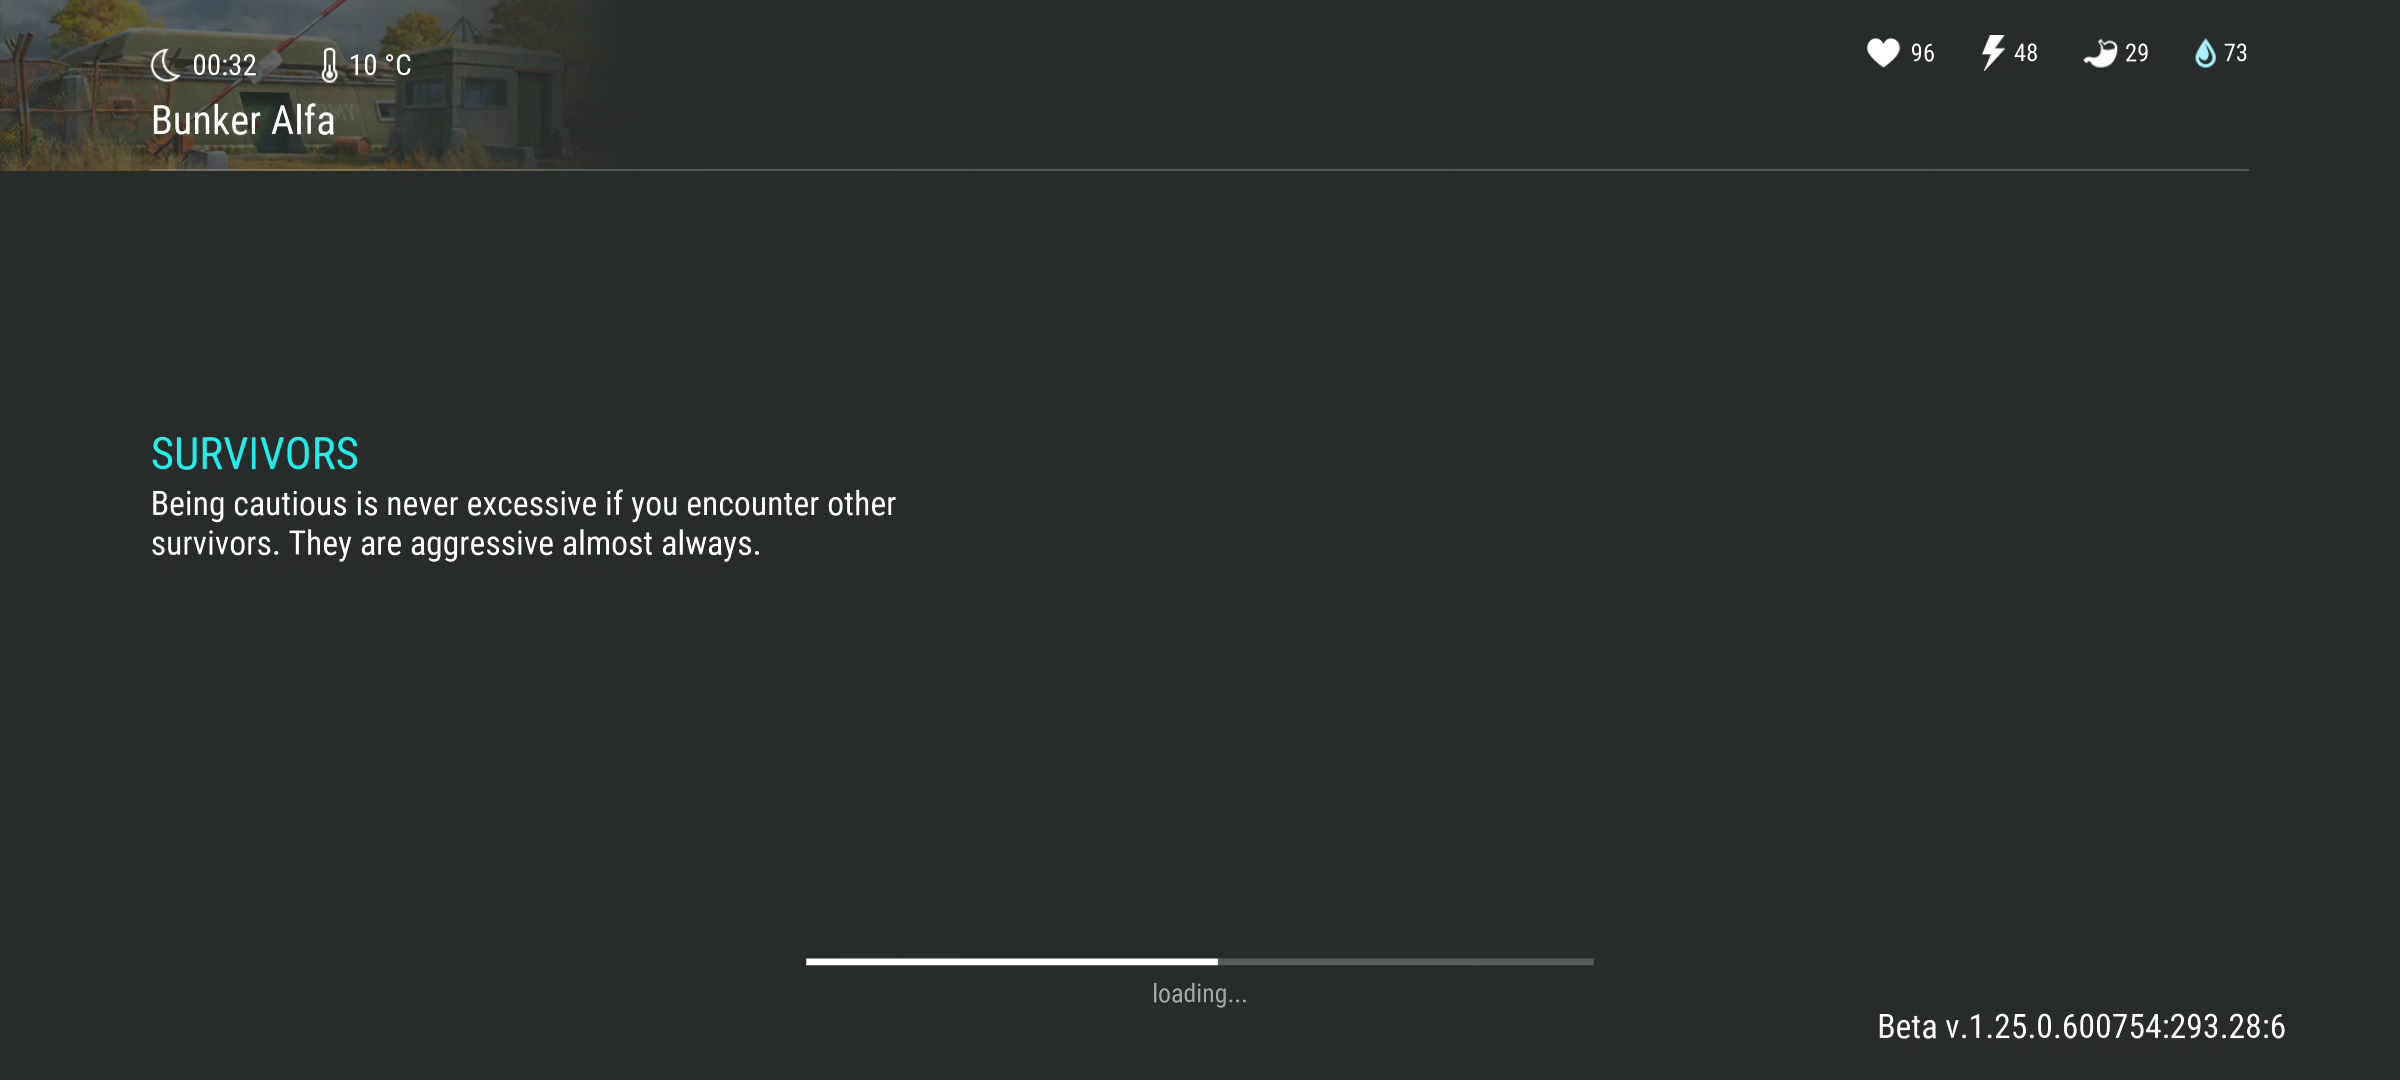 00:32 10 °C
96 48 29 73
Bunker Alfa
SURVIVORS
Being cautious is never excessive if you encounter other
survivors. They are aggressive almost always.
loading...
Beta v.1.25.0.600754:293.28:6